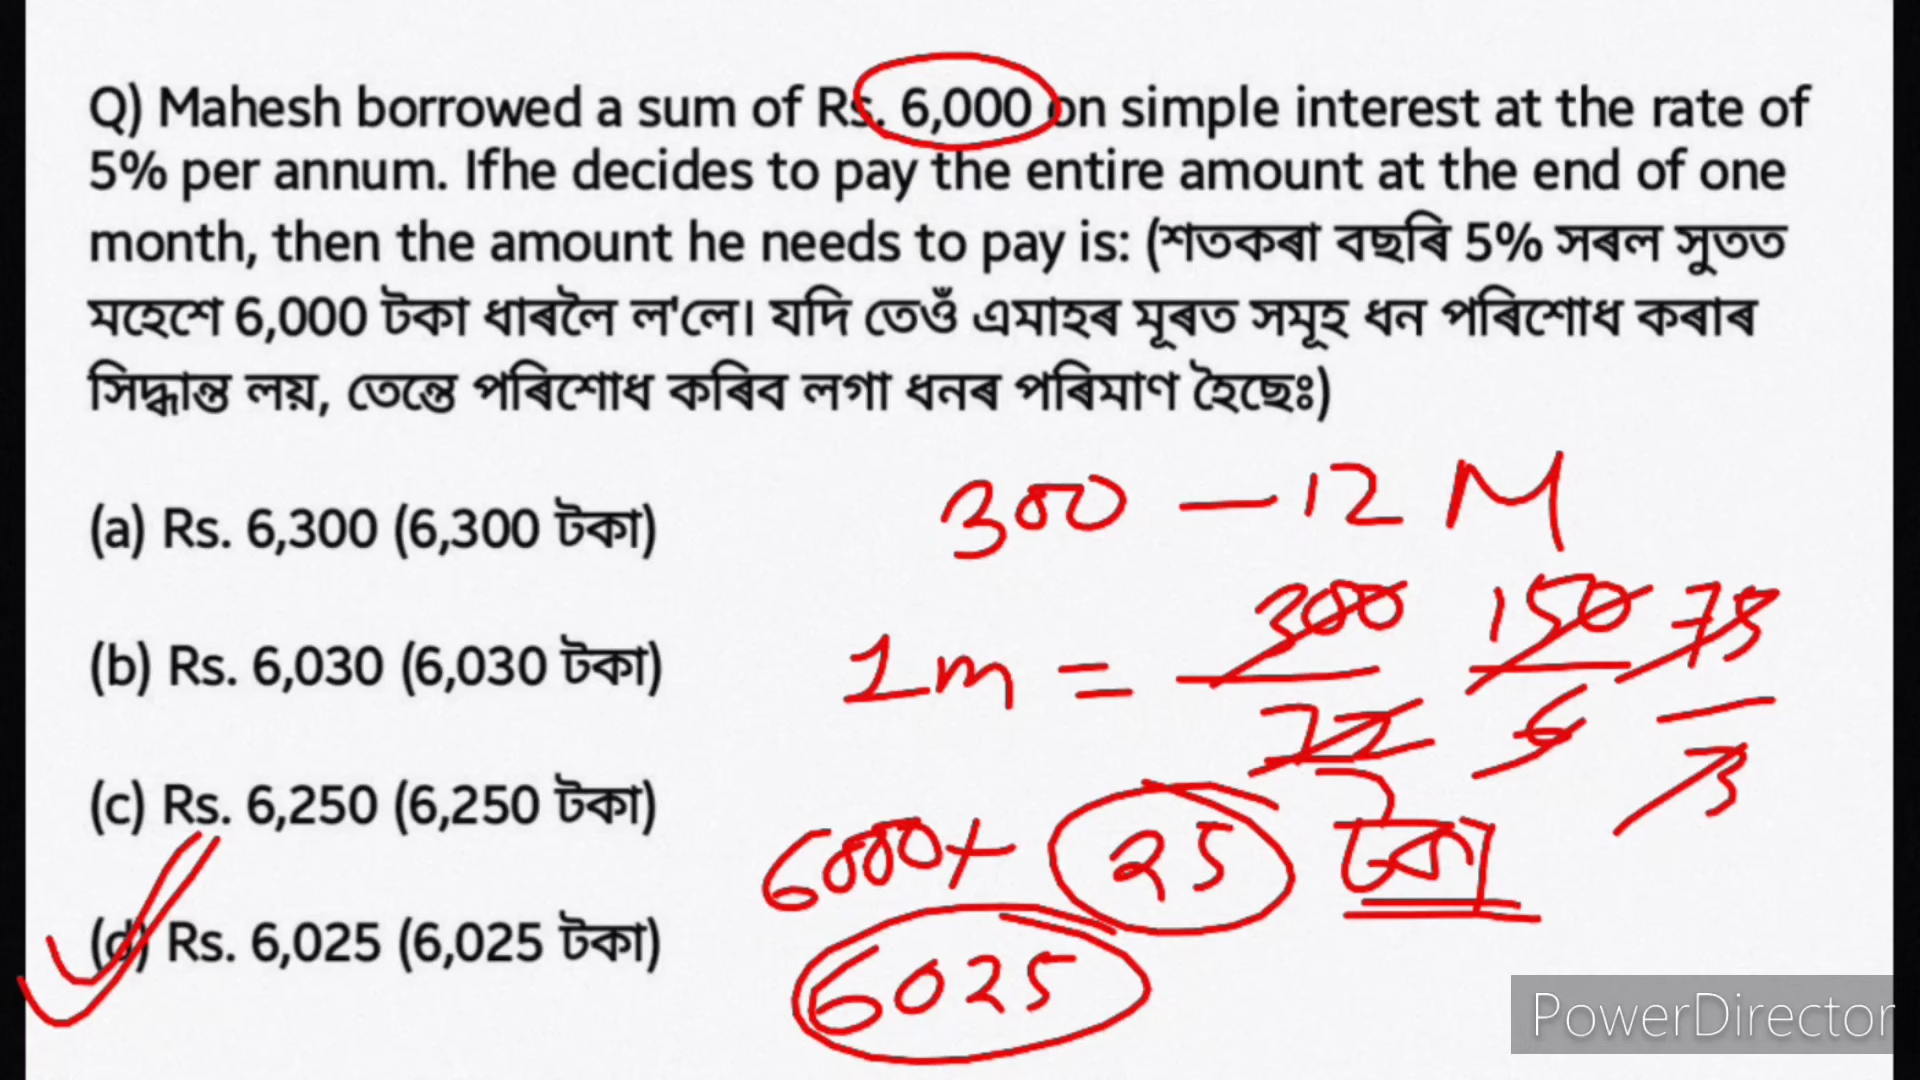 Q) Mahesh borrowed a sum of Rs. 6,000 on simple interest at the rate of
5% per annum. Ifhe decides to pay the entire amount at the end of one
month, then the amount he needs to pay is: (শতকৰা বছৰি 5% সৰল সুতত
মহেশে 6,000 টকা ধাৰলৈ ল'লে। যদি তেওঁ এমাহৰ মূৰত সমূহ ধন পৰিশোধ কৰাৰ
সিদ্ধান্ত লয়, তেন্তে পৰিশোধ কৰিব লগা ধনৰ পৰিমাণ হৈছেঃ)
(a) Rs. 6,300 (6,300 টকা)
(b) Rs. 6,030 (6,030 টকা)
(c) Rs. 6,250 (6,250 টকা)
(d) Rs. 6,025 (6,025 টকা)
300 — 12 M
300 150 75
1m =
12 6 3
6000 + 25 টকা
6025
PowerDirector